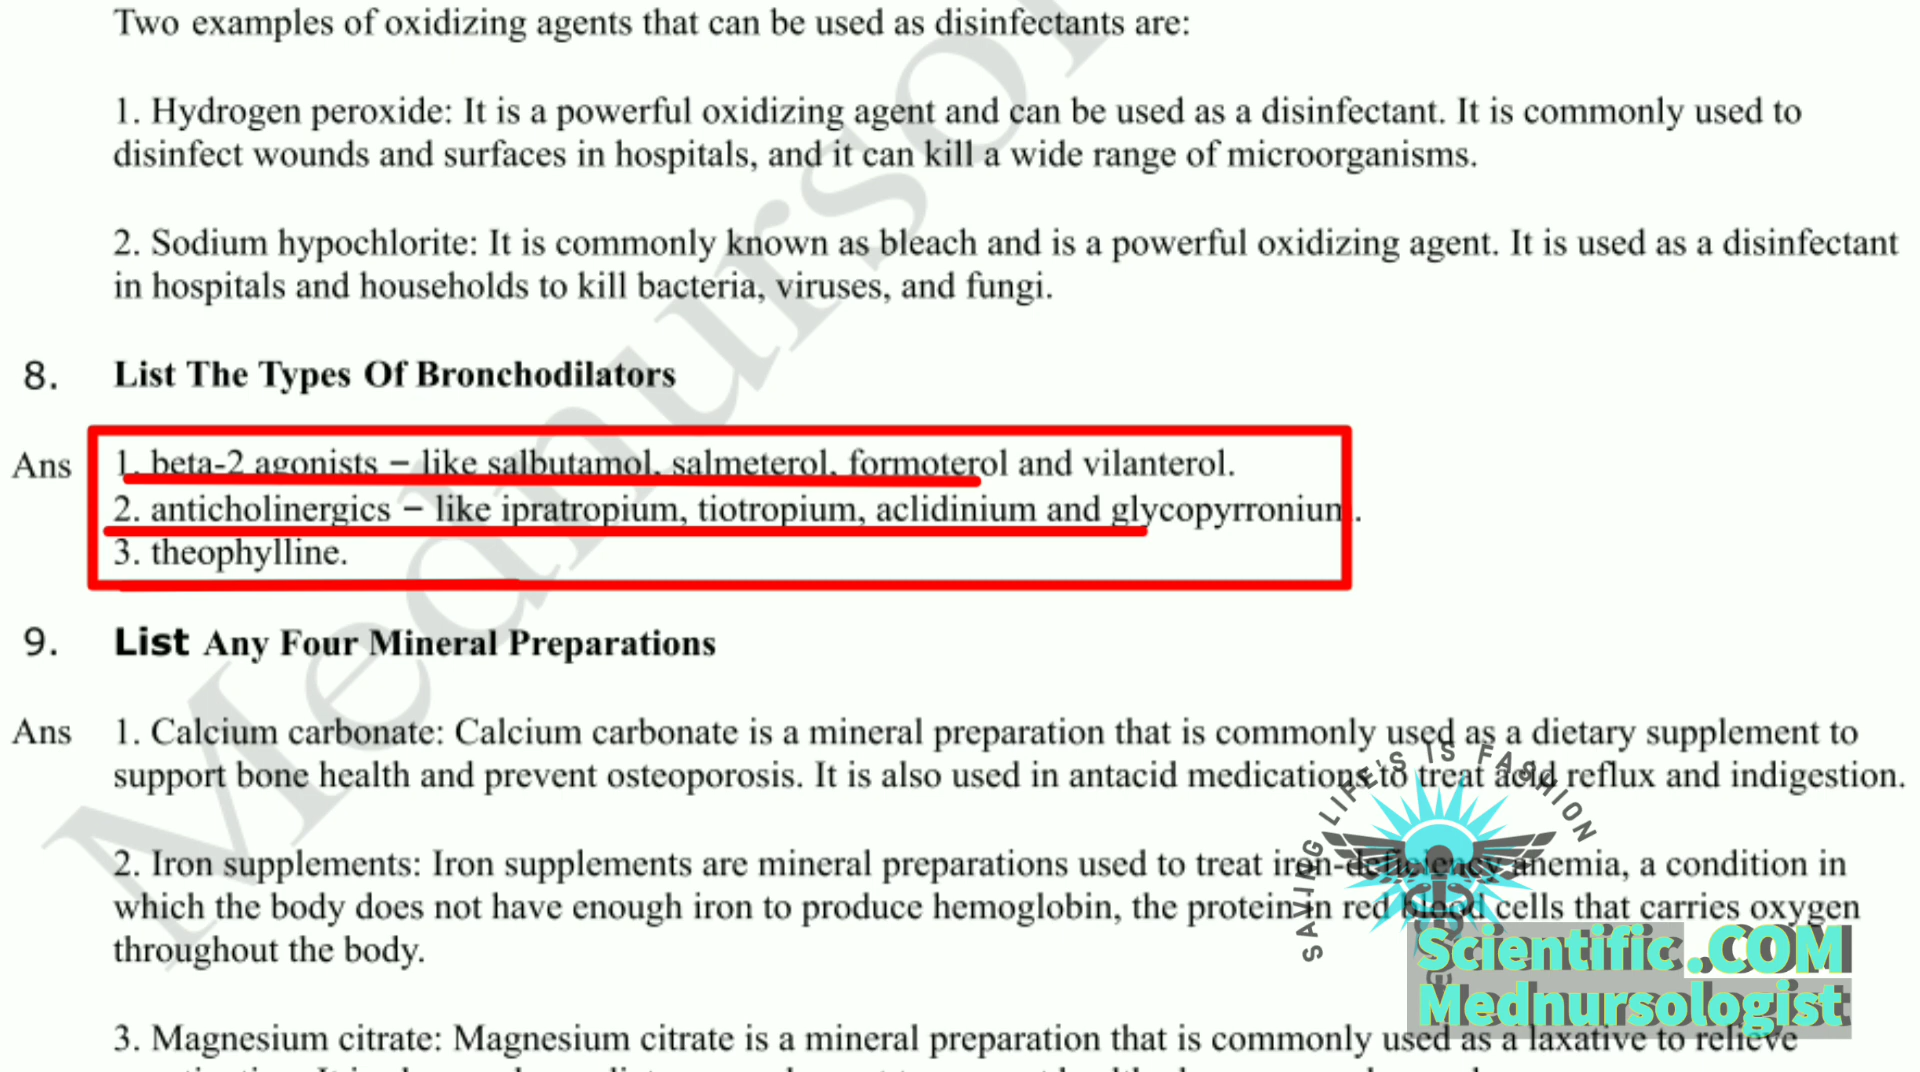 Two examples of oxidizing agents that can be used as disinfectants are:
1. Hydrogen peroxide: It is a powerful oxidizing agent and can be used as a disinfectant. It is commonly used to
disinfect wounds and surfaces in hospitals, and it can kill a wide range of microorganisms.
2. Sodium hypochlorite: It is commonly known as bleach and is a powerful oxidizing agent. It is used as a disinfectant
in hospitals and households to kill bacteria, viruses, and fungi.
8. List The Types Of Bronchodilators
Ans 1. beta-2 agonists – like salbutamol, salmeterol, formoterol and vilanterol.
2. anticholinergics – like ipratropium, tiotropium, aclidinium and glycopyrronium.
3. theophylline.
9. List Any Four Mineral Preparations
Ans 1. Calcium carbonate: Calcium carbonate is a mineral preparation that is commonly used as a dietary supplement to
support bone health and prevent osteoporosis. It is also used in antacid medications to treat acid reflux and indigestion.
2. Iron supplements: Iron supplements are mineral preparations used to treat iron-deficiency anemia, a condition in
which the body does not have enough iron to produce hemoglobin, the protein in red blood cells that carries oxygen
throughout the body.
3. Magnesium citrate: Magnesium citrate is a mineral preparation that is commonly used as a laxative to relieve
SAVING LIFE'S IS FASHION
Scientific .COM
Mednursologist